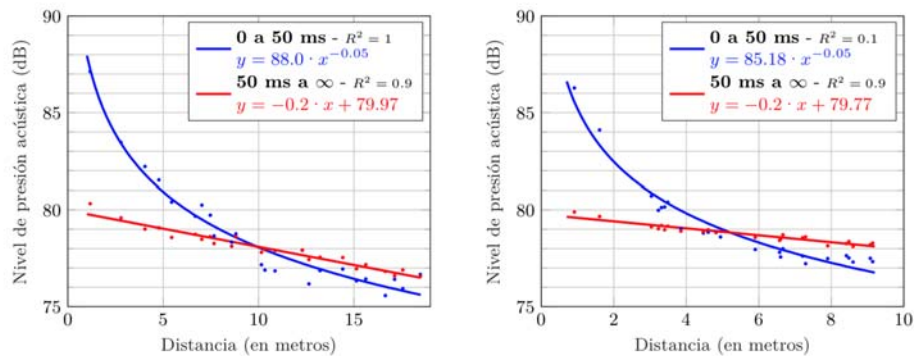 90
85
80
75
Nivel de presión acústica (dB)
0 a 50 ms - R² = 1
y = 88.0 · x^−0.05
50 ms a ∞ - R² = 0.9
y = −0.2 · x + 79.97
0 5 10 15
Distancia (en metros)
90
85
80
75
Nivel de presión acústica (dB)
0 a 50 ms - R² = 0.1
y = 85.18 · x^−0.05
50 ms a ∞ - R² = 0.9
y = −0.2 · x + 79.77
0 2 4 6 8 10
Distancia (en metros)